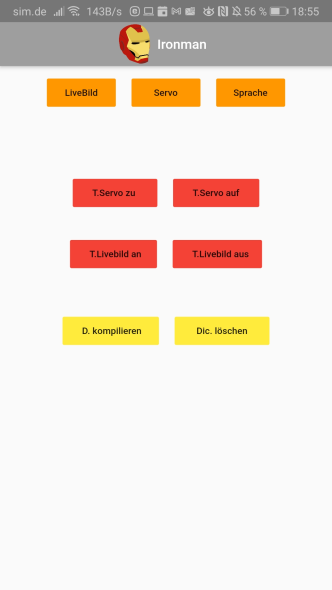 sim.de 143B/s 56 % 18:55
Ironman
LiveBild Servo Sprache
T.Servo zu T.Servo auf
T.Livebild an T.Livebild aus
D. kompilieren Dic. löschen